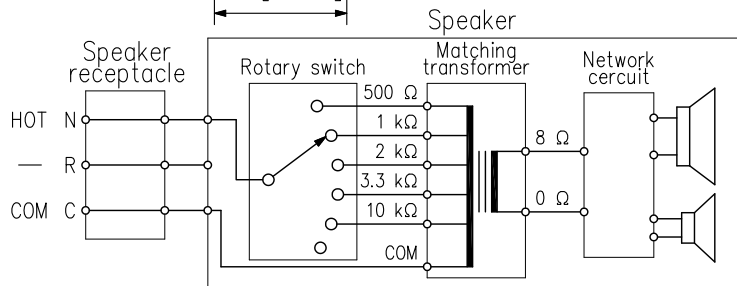 Speaker
Speaker
receptacle
Rotary switch
Matching
transformer
Network
cercuit
HOT N
— R
COM C
500 Ω
1 kΩ
2 kΩ
3.3 kΩ
10 kΩ
COM
8 Ω
0 Ω